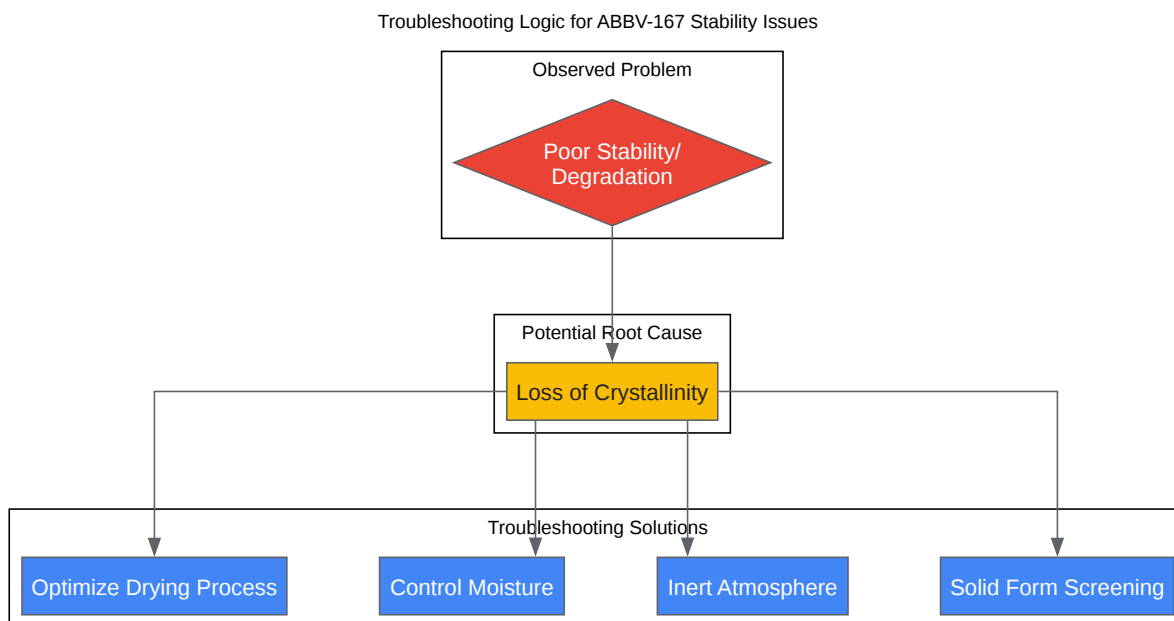 Troubleshooting Logic for ABBV-167 Stability Issues
Observed Problem
Poor Stability/
Degradation
Potential Root Cause
Loss of Crystallinity
Troubleshooting Solutions
Optimize Drying Process
Control Moisture
Inert Atmosphere
Solid Form Screening